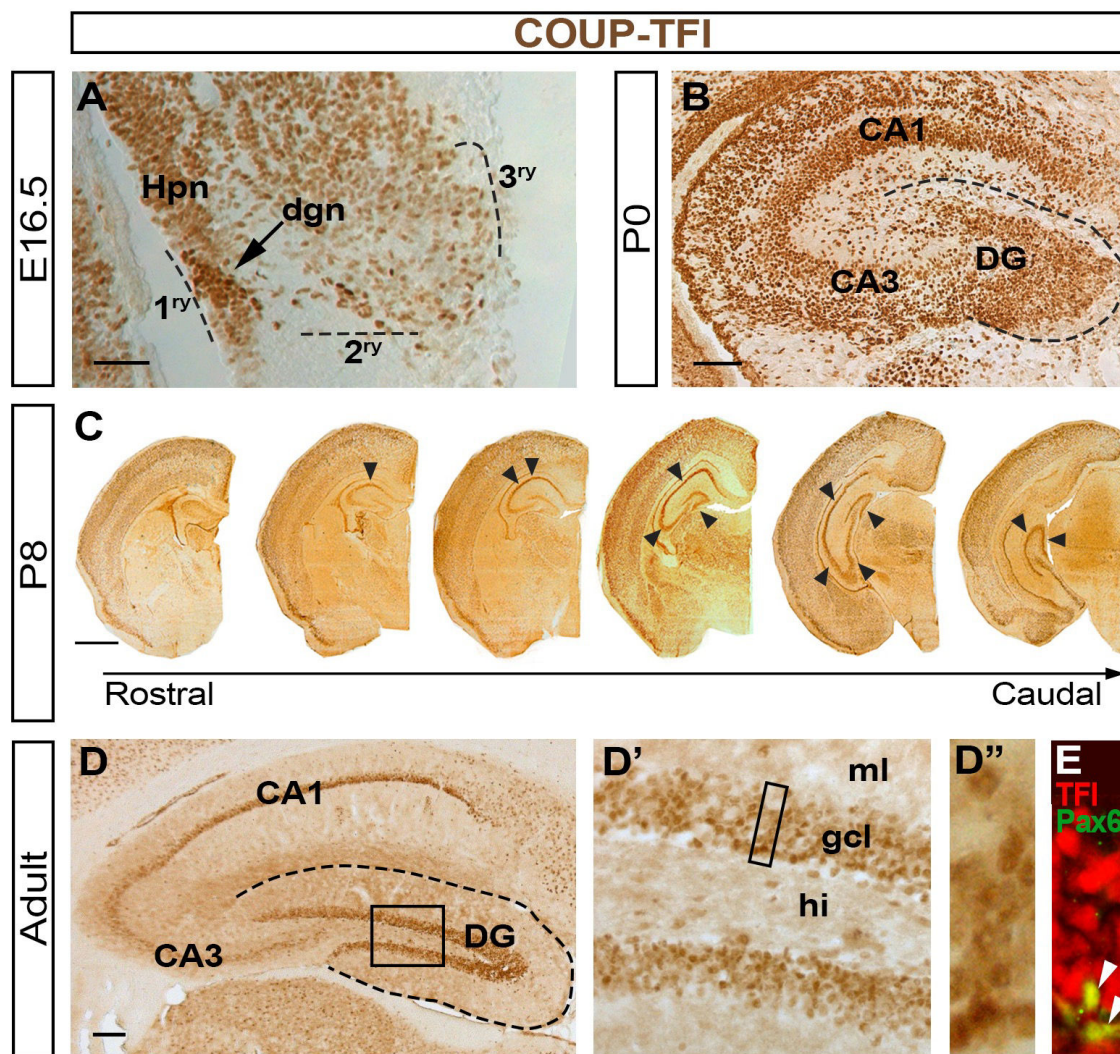 COUP-TFI
E16.5
A
Hpn
dgn
1ry
2ry
3ry
P0
B
CA1
CA3
DG
P8
C
Rostral
Caudal
Adult
D
CA1
CA3
DG
D’
ml
gcl
hi
D”
E
TFI
Pax6